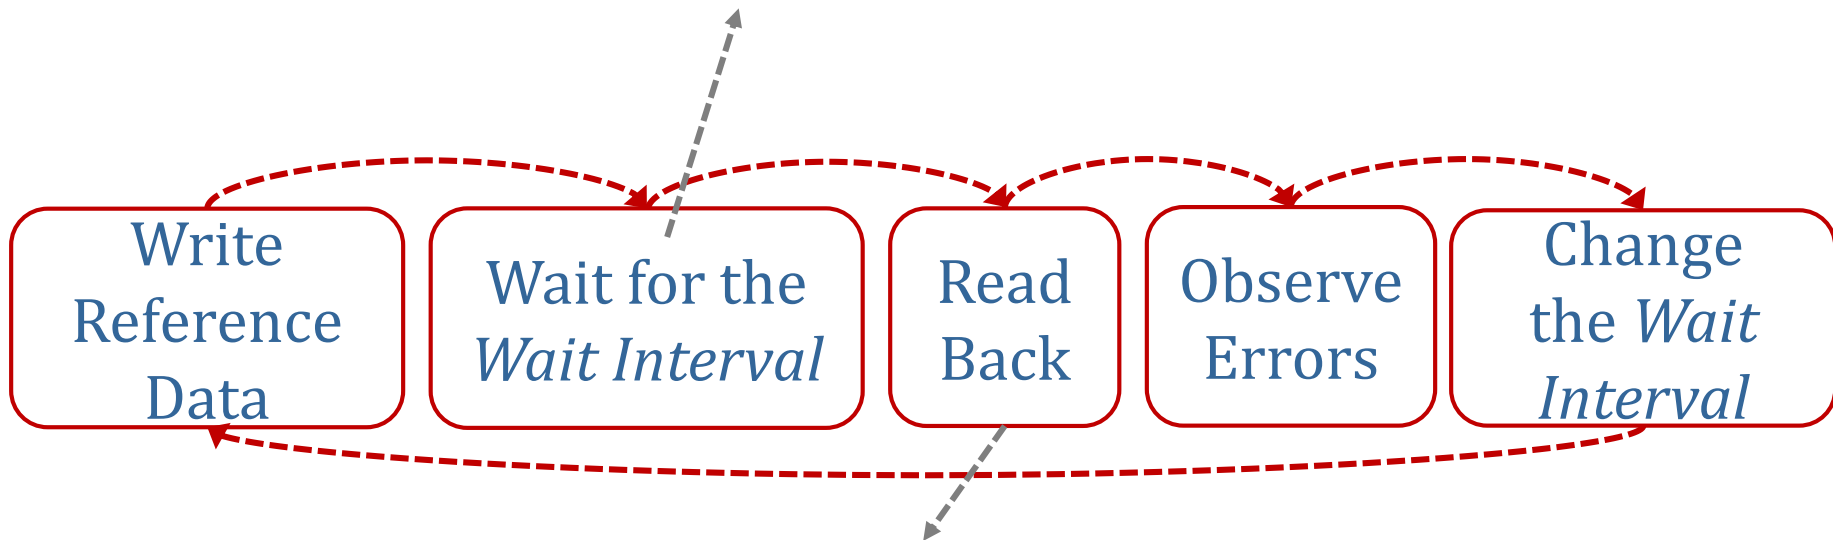 Write
Reference
Data
Wait for the
Wait Interval
Read
Back
Observe
Errors
Change
the Wait
Interval